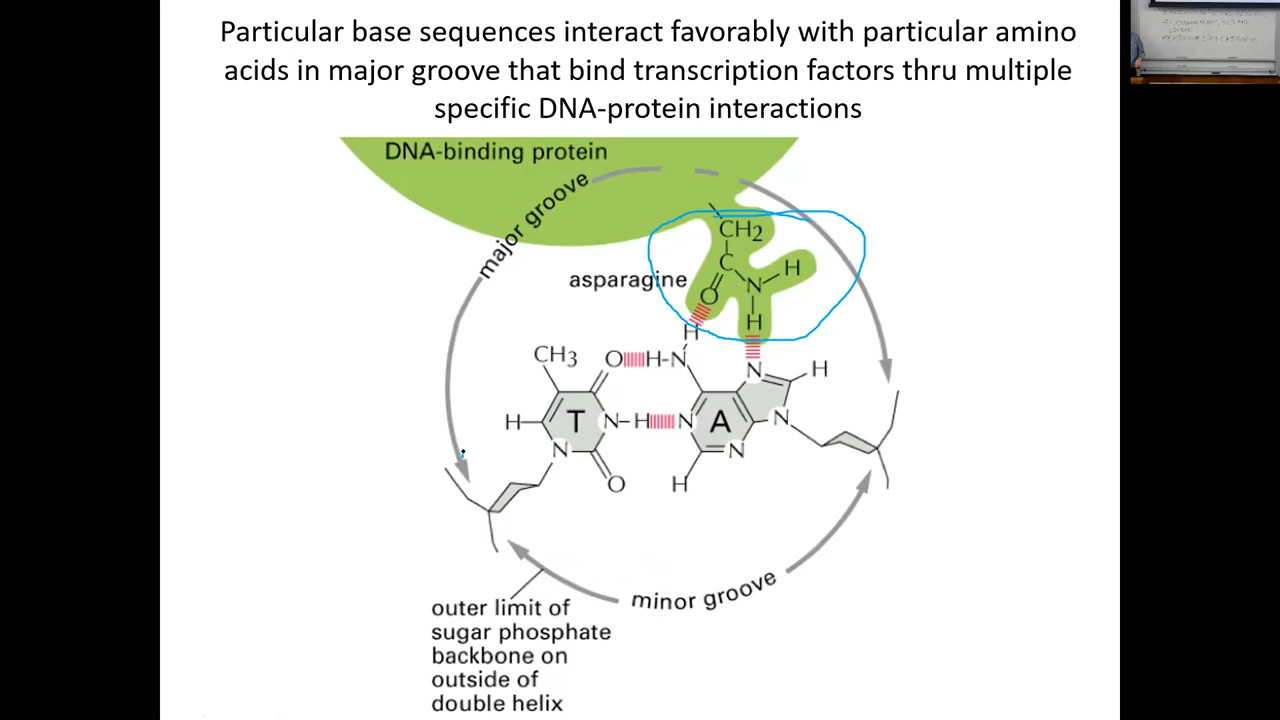 Particular base sequences interact favorably with particular amino
acids in major groove that bind transcription factors thru multiple
specific DNA-protein interactions
DNA-binding protein
major groove
CH2
C
asparagine
H
O
N
H
H
CH3
O
H-N
N
H
H
T
N-H
N
A
N
N
O
H
N
minor groove
outer limit of
sugar phosphate
backbone on
outside of
double helix